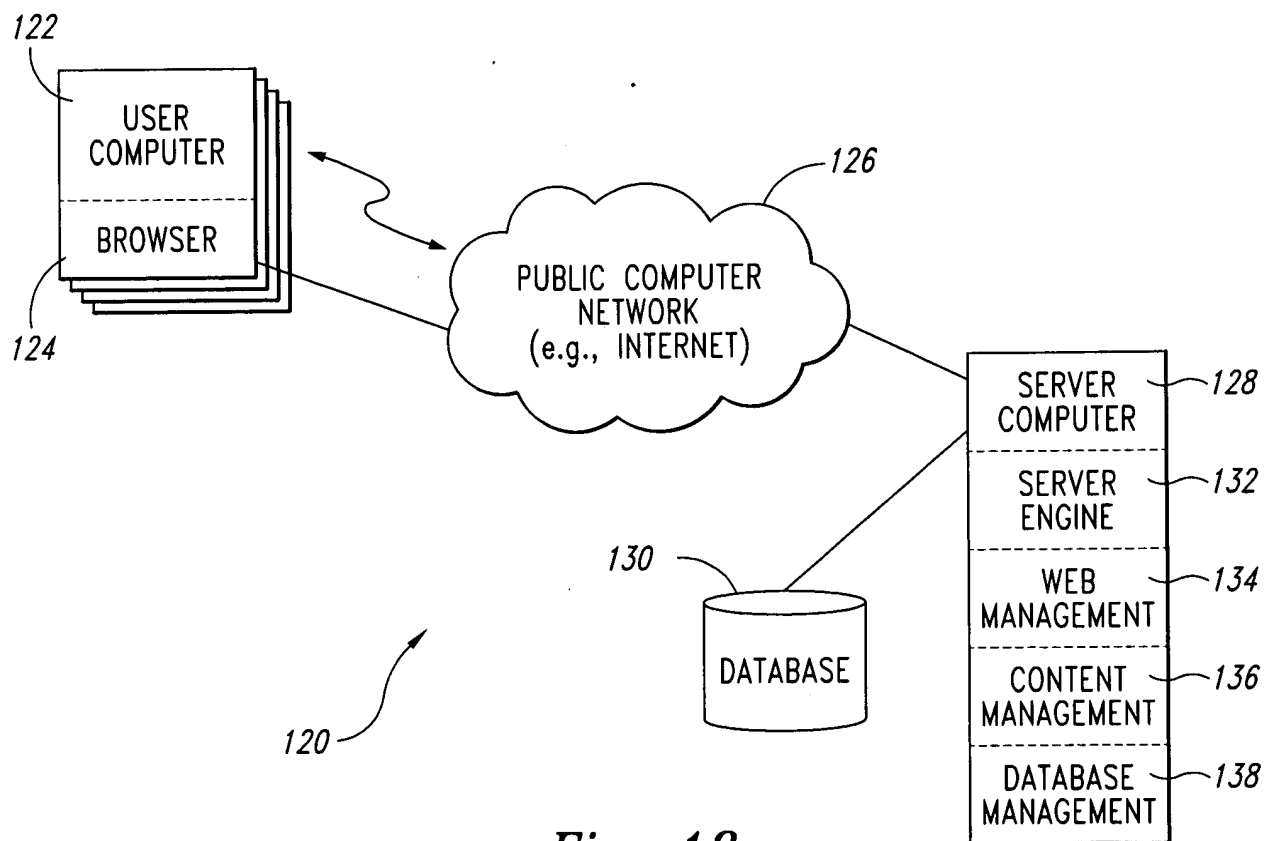 122
USER
COMPUTER
BROWSER
124
126
PUBLIC COMPUTER
NETWORK
(e.g., INTERNET)
SERVER
COMPUTER
128
SERVER
ENGINE
132
130
DATABASE
WEB
MANAGEMENT
134
CONTENT
MANAGEMENT
136
DATABASE
MANAGEMENT
138
120